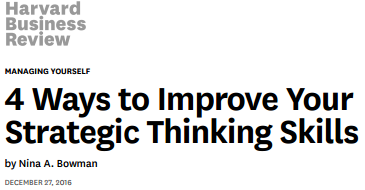 Harvard
Business
Review
MANAGING YOURSELF
4 Ways to Improve Your
Strategic Thinking Skills
by Nina A. Bowman
DECEMBER 27, 2016